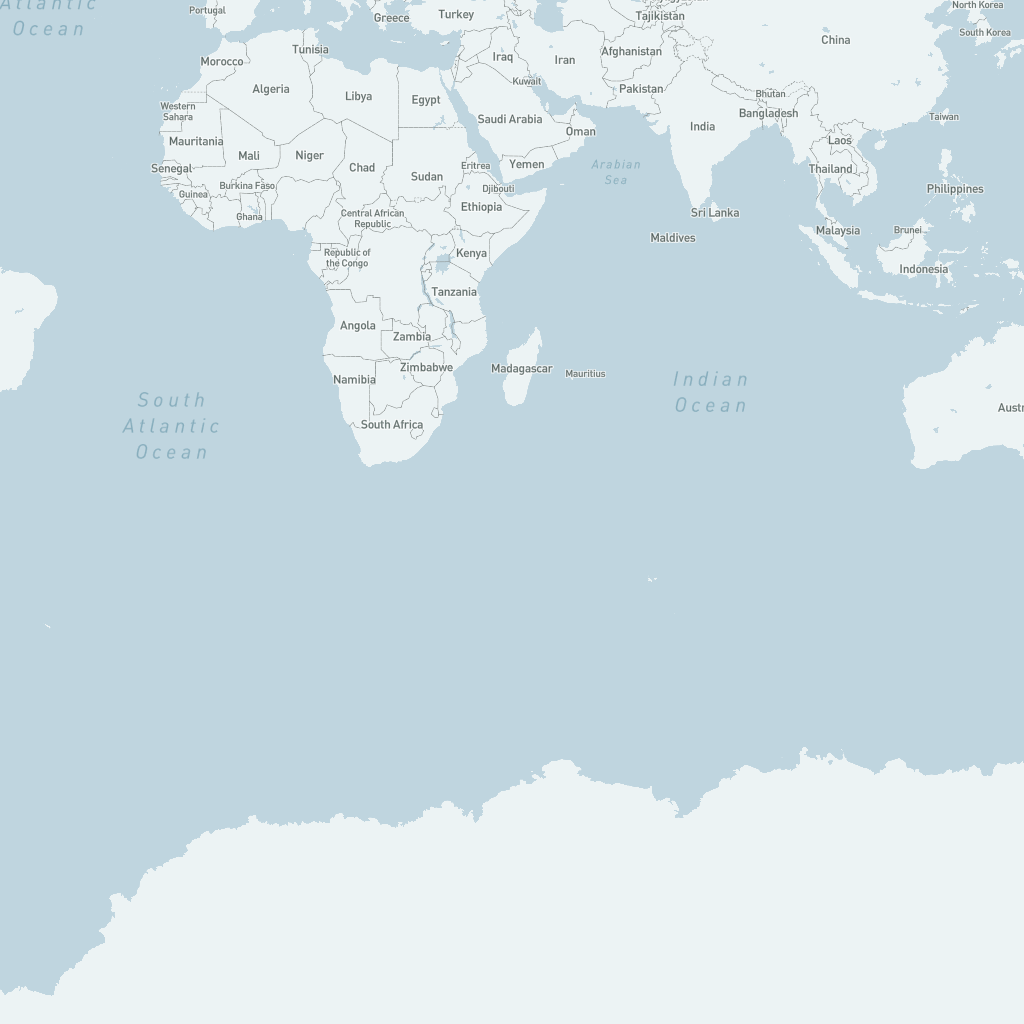 Atlantic
Ocean
Portugal
Greece
Turkey
Tajikistan
North Korea
South Korea
China
Tunisia
Morocco
Iraq
Iran
Afghanistan
Algeria
Libya
Egypt
Kuwait
Pakistan
Bhutan
Western
Sahara
Saudi Arabia
Oman
India
Bangladesh
Taiwan
Mauritania
Mali
Niger
Chad
Laos
Senegal
Sudan
Eritrea
Yemen
Arabian
Sea
Thailand
Burkina Faso
Guinea
Djibouti
Philippines
Ghana
Central African
Republic
Ethiopia
Sri Lanka
Maldives
Malaysia
Brunei
Republic of
the Congo
Kenya
Indonesia
Tanzania
Angola
Zambia
Zimbabwe
Namibia
Madagascar
Mauritius
Indian
Ocean
South
Atlantic
Ocean
South Africa
Austr